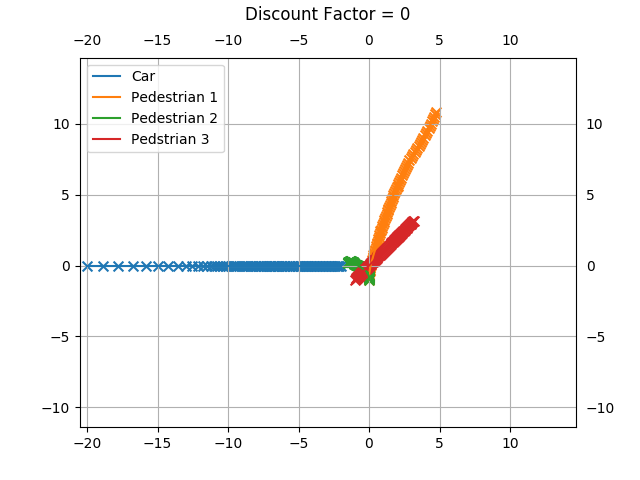 Discount Factor = 0
−20 −15 −10 −5 0 5 10
Car
Pedestrian 1
Pedestrian 2
Pedstrian 3
10 10
5 5
0 0
−5 −5
−10 −10
−20 −15 −10 −5 0 5 10